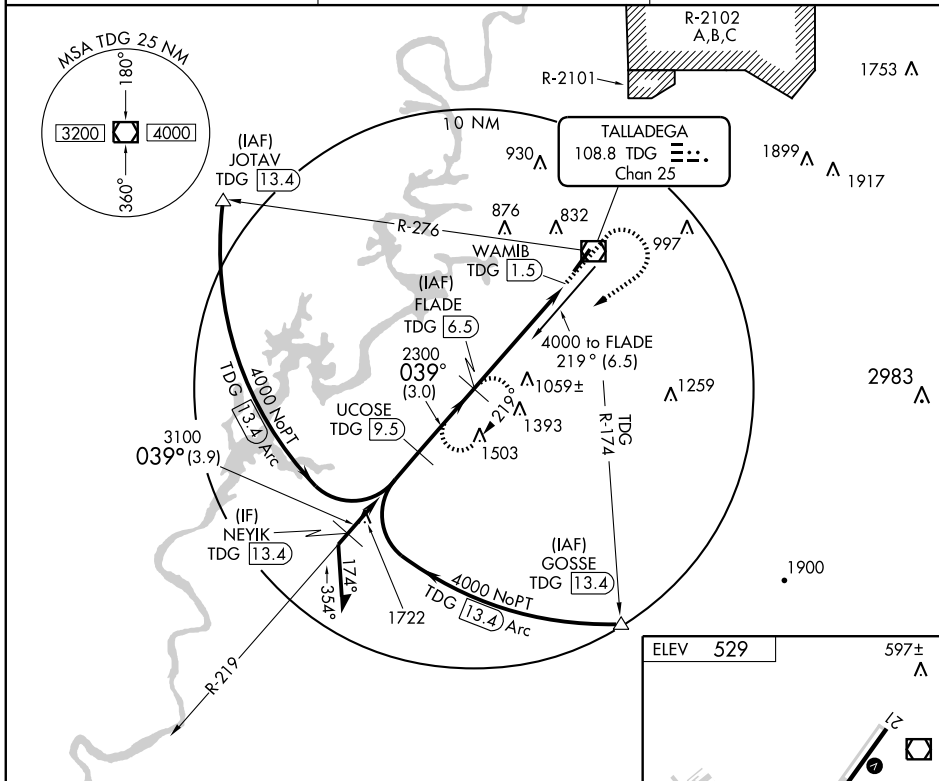 MSA TDG 25 NM
180°
3200
4000
360°
R-2102
A,B,C
R-2101
1753
10 NM
TALLADEGA
108.8 TDG
Chan 25
(IAF)
JOTAV
TDG 13.4
930
1899
1917
R-276
876
832
997
WAMIB
TDG 1.5
(IAF)
FLADE
TDG 6.5
4000 to FLADE
219° (6.5)
2300
039°
(3.0)
1059±
1259
2983
219°
1393
UCOSE
TDG 9.5
1503
TDG
R-174
4000 NoPT
TDG 13.4 Arc
3100
039° (3.9)
(IF)
NEYIK
TDG 13.4
174°
354°
1722
4000 NoPT
TDG 13.4 Arc
(IAF)
GOSSE
TDG 13.4
1900
R-219
ELEV 529
597±
21
V